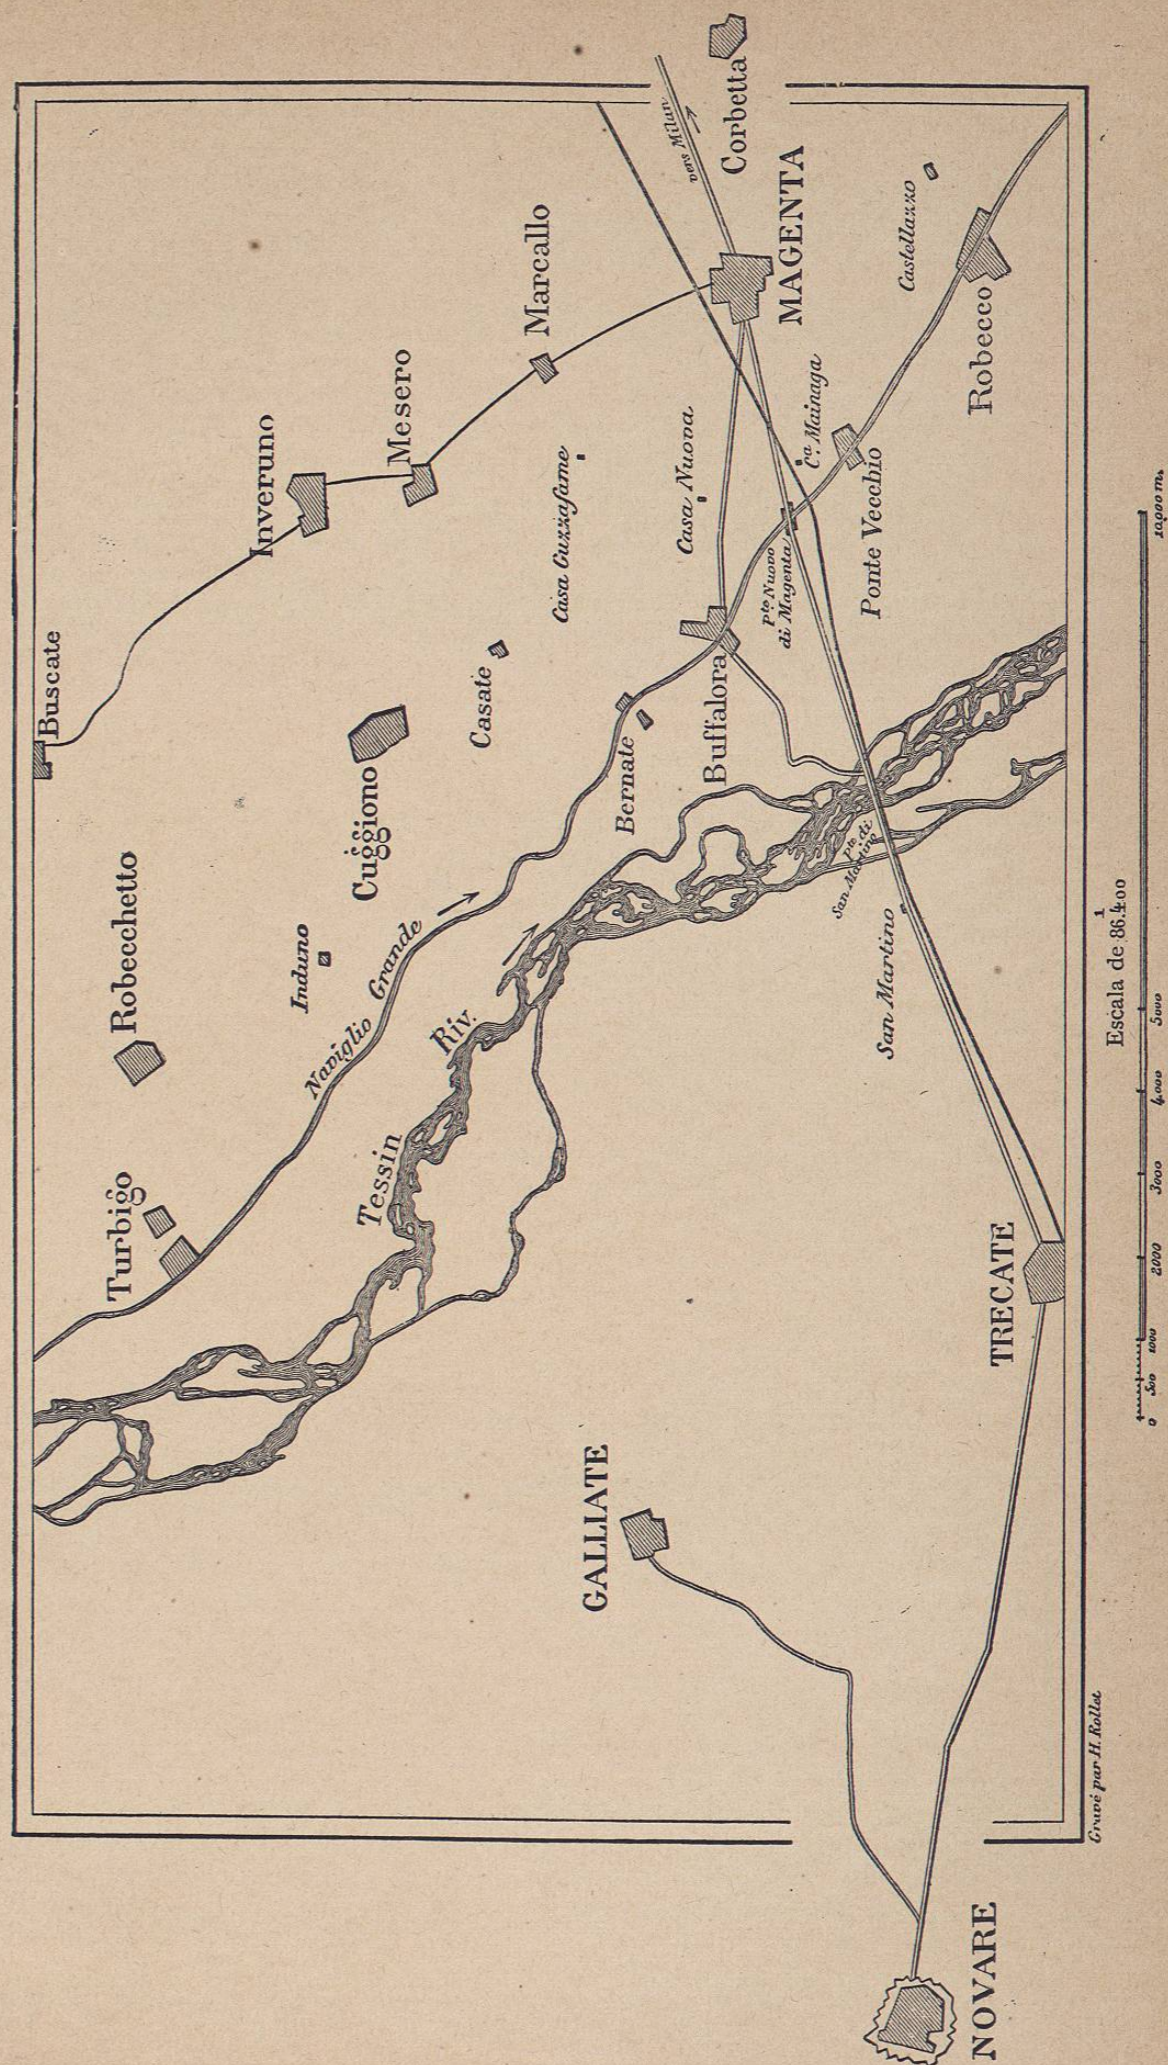 Corbetta
vers Milan
MAGENTA
Castellazzo
Robecco
Marcallo
Mesero
Inveruno
Buscate
Casa Guzzafame
Casa Nuova
Cᵃ. Mainaga
Ponte Vecchio
Pᵗᵉ. Nuovo
di Magenta
Buffalora
Bernate
Casate
Cuggiono
Robecchetto
Induno
Naviglio Grande
Turbigo
Tessin Riv.
Pᵗᵉ di
San Martino
San Martino
TRECATE
GALLIATE
NOVARE
Gravé par H. Rollet
Escala de 1/86.400
0 500 1000 2000 3000 4000 5000 10,000 m.